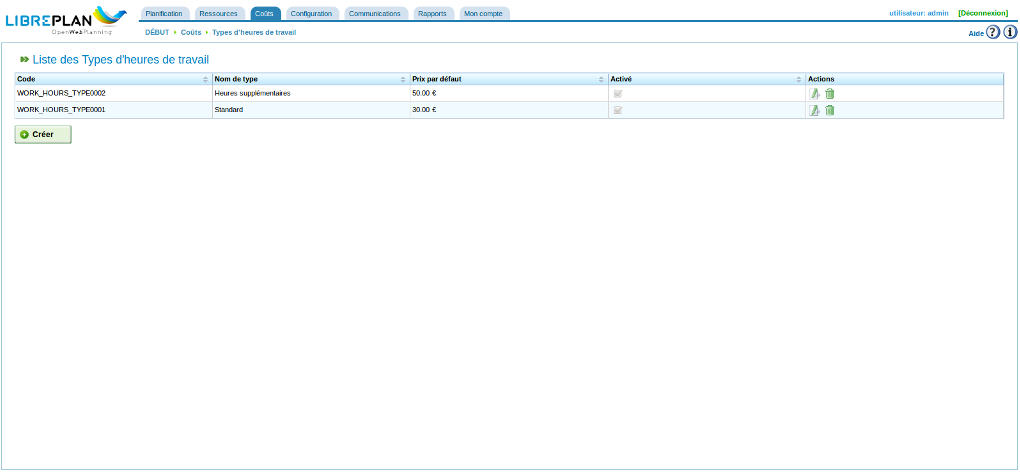 LIBREPLAN
OpenWebPlanning
Planification Ressources Coûts Configuration Communications Rapports Mon compte
utilisateur: admin [Déconnexion]
DÉBUT Coûts Types d'heures de travail
Aide ? i
Liste des Types d'heures de travail
Code Nom de type Prix par défaut Activé Actions
WORK_HOURS_TYPE0002 Heures supplémentaires 50.00 €
WORK_HOURS_TYPE0001 Standard 30.00 €
Créer